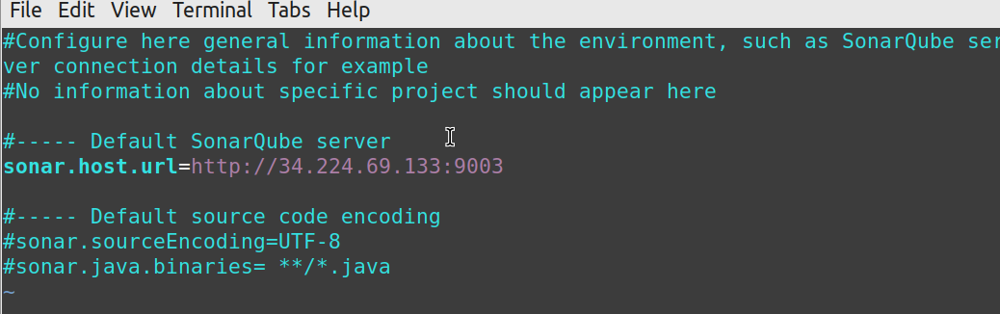 File Edit View Terminal Tabs Help
#Configure here general information about the environment, such as SonarQube ser
ver connection details for example
#No information about specific project should appear here
#----- Default SonarQube server
sonar.host.url=http://34.224.69.133:9003
#----- Default source code encoding
#sonar.sourceEncoding=UTF-8
#sonar.java.binaries= **/*.java
~